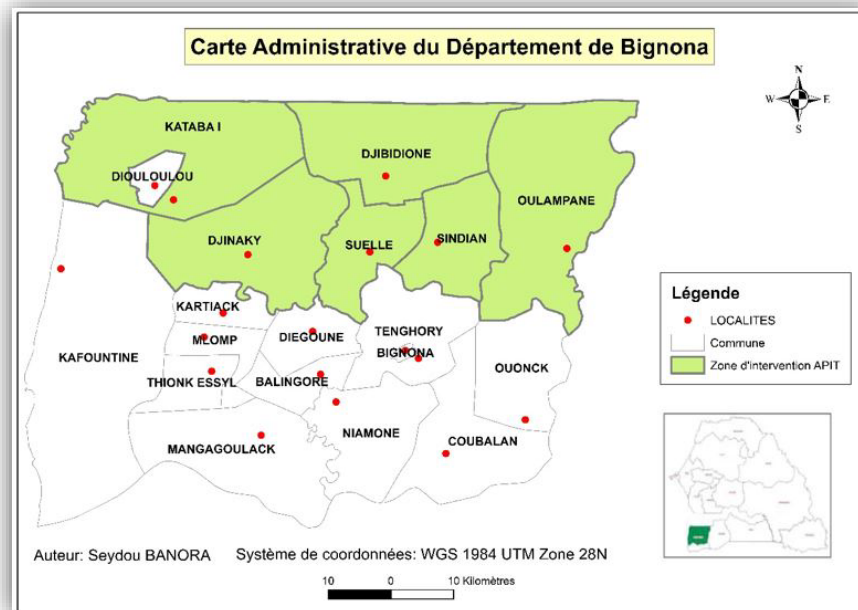 Carte Administrative du Département de Bignona
N
W E
S
KATABA I
DJIBIDIONE
DIOULOULOU
OULAMPANE
DJINAKY
SUELLE
SINDIAN
KARTIACK
TENGHORY
DIEGOUNE
MLOMP
BIGNONA
KAFOUNTINE
OUONCK
THIONK ESSYL
BALINGORE
NIAMONE
COUBALAN
MANGAGOULACK
Légende
LOCALITES
Commune
Zone d'intervention APIT
Auteur: Seydou BANORA Système de coordonnées: WGS 1984 UTM Zone 28N
10 0 10 Kilomètres